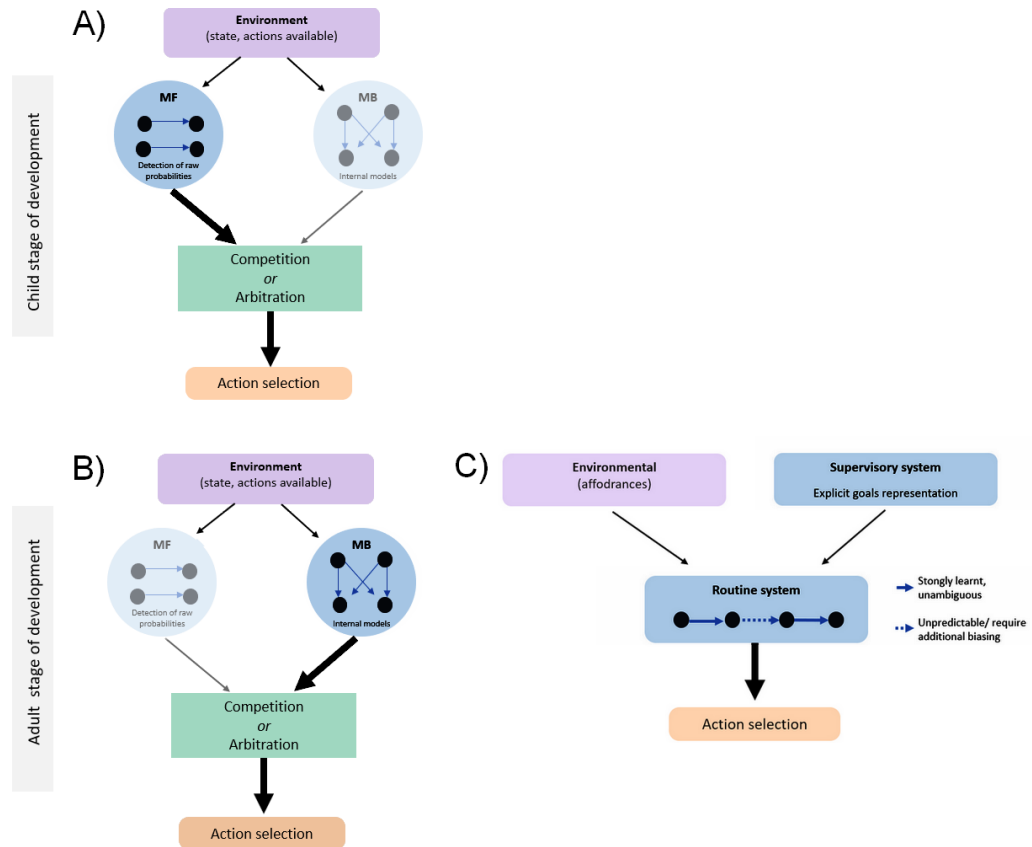 A)
Environment
(state, actions available)
Child stage of development
MF
Detection of raw
probabilities
MB
Internal models
Competition
or
Arbitration
Action selection
B)
Environment
(state, actions available)
Adult stage of development
MF
Detection of raw
probabilities
MB
Internal models
Competition
or
Arbitration
Action selection
C)
Environmental
(affodrances)
Supervisory system
Explicit goals representation
Routine system
Stongly learnt,
unambiguous
Unpredictable/ require
additional biasing
Action selection